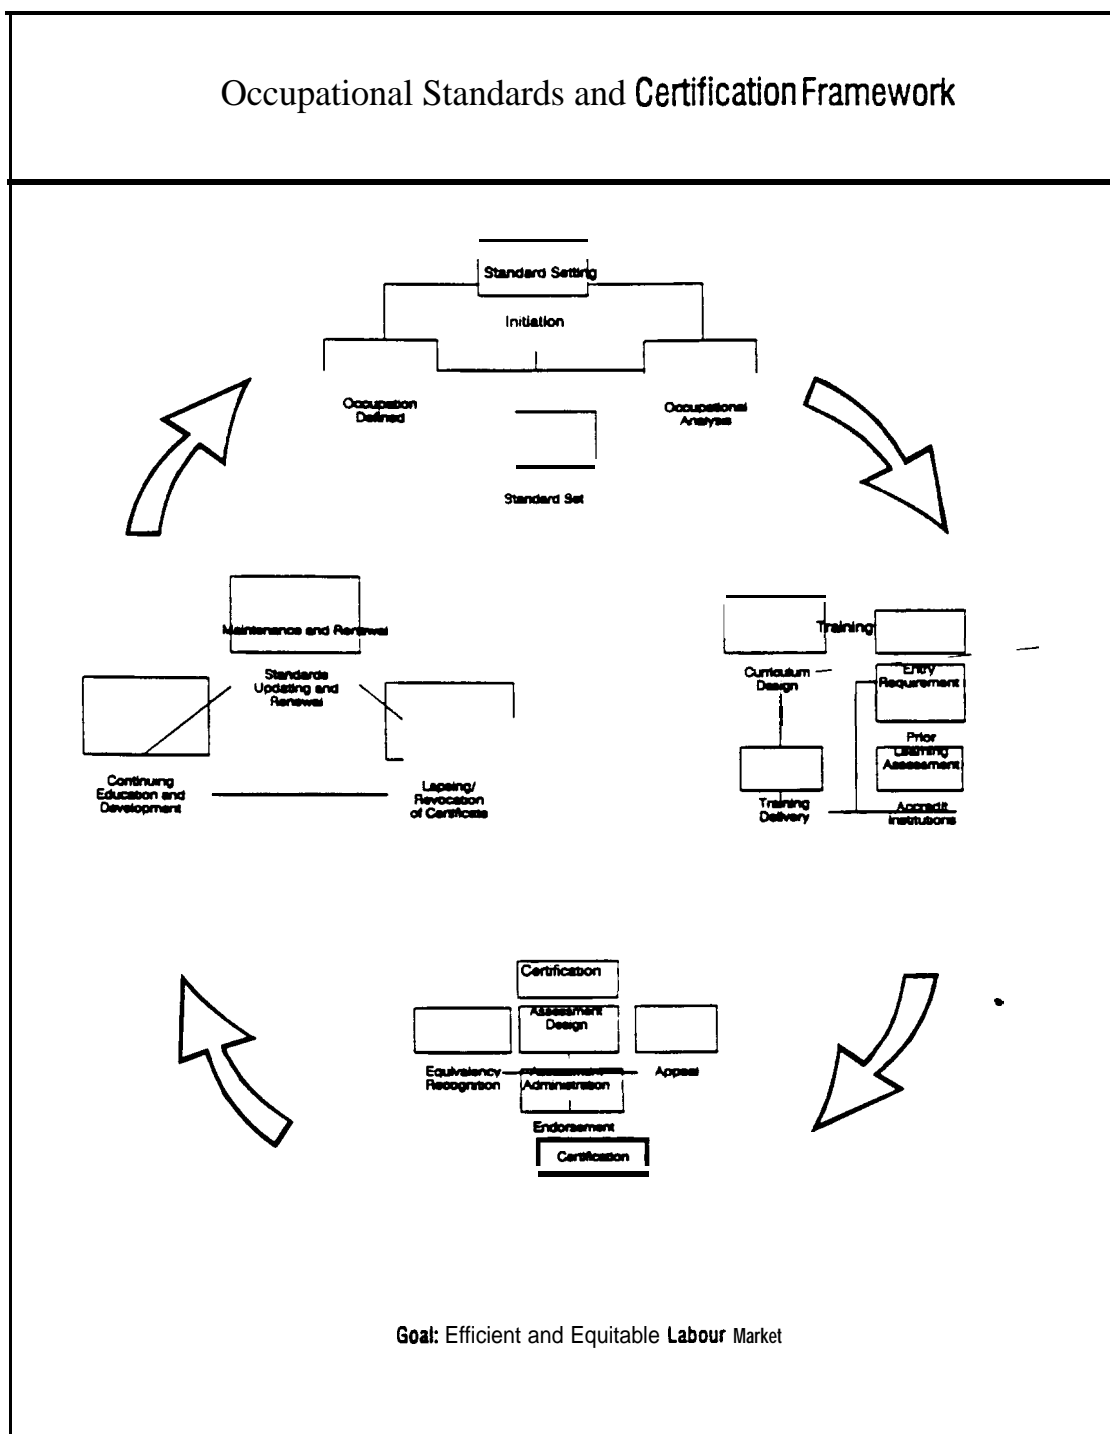 Occupational Standards and Certification Framework
Standard Setting
Initiation
Occupation
Defined
Occupational
Analysis
Standard Set
Maintenance and Renewal
Standards
Updating and
Renewal
Continuing
Education and
Development
Lapsing/
Revocation
of Certificate
Training
Curriculum
Design
Entry
Requirement
Prior
Learning
Assessment
Training
Delivery
Accredit
Institutions
Certification
Assessment
Design
Equivalency
Recognition
Assessment
Administration
Appeal
Endorsement
Certification
Goal: Efficient and Equitable Labour Market